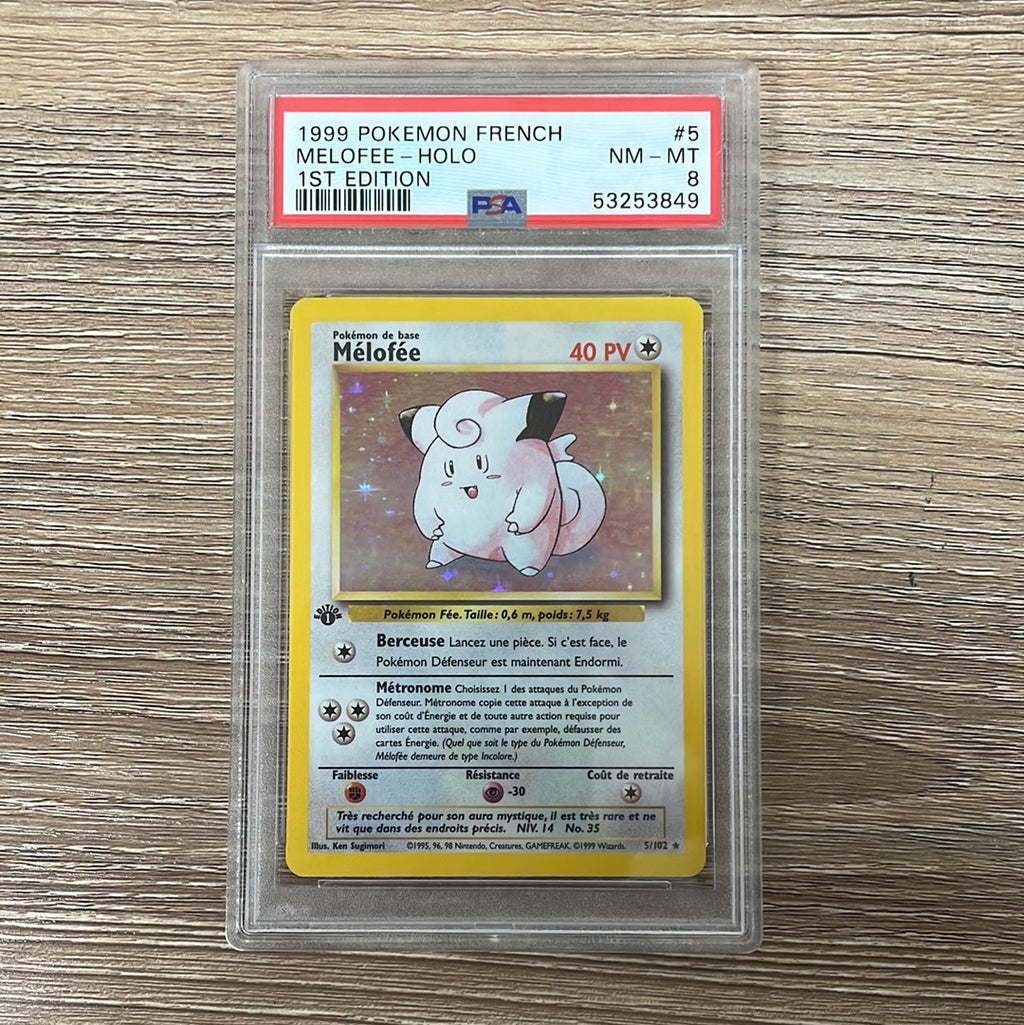 1999 POKEMON FRENCH #5
MELOFEE - HOLO NM - MT
1ST EDITION 8
PSA 53253849
Pokémon de base
Mélofée 40 PV
EDITION 1
Pokémon Fée. Taille : 0,6 m, poids : 7,5 kg
Berceuse Lancez une pièce. Si c'est face, le
Pokémon Défenseur est maintenant Endormi.
Métronome Choisissez 1 des attaques du Pokémon
Défenseur. Métronome copie cette attaque à l'exception de
son coût d'Énergie et de toute autre action requise pour
utiliser cette attaque, comme par exemple, défausser des
cartes Énergie. (Quel que soit le type du Pokémon Défenseur,
Mélofée demeure de type Incolore.)
Faiblesse Résistance Coût de retraite
-30
Très recherché pour son aura mystique, il est très rare et ne
vit que dans des endroits précis. NIV. 14 No. 35
Illus. Ken Sugimori ©1995, 96, 98 Nintendo, Creatures, GAMEFREAK. ©1999 Wizards. 5/102